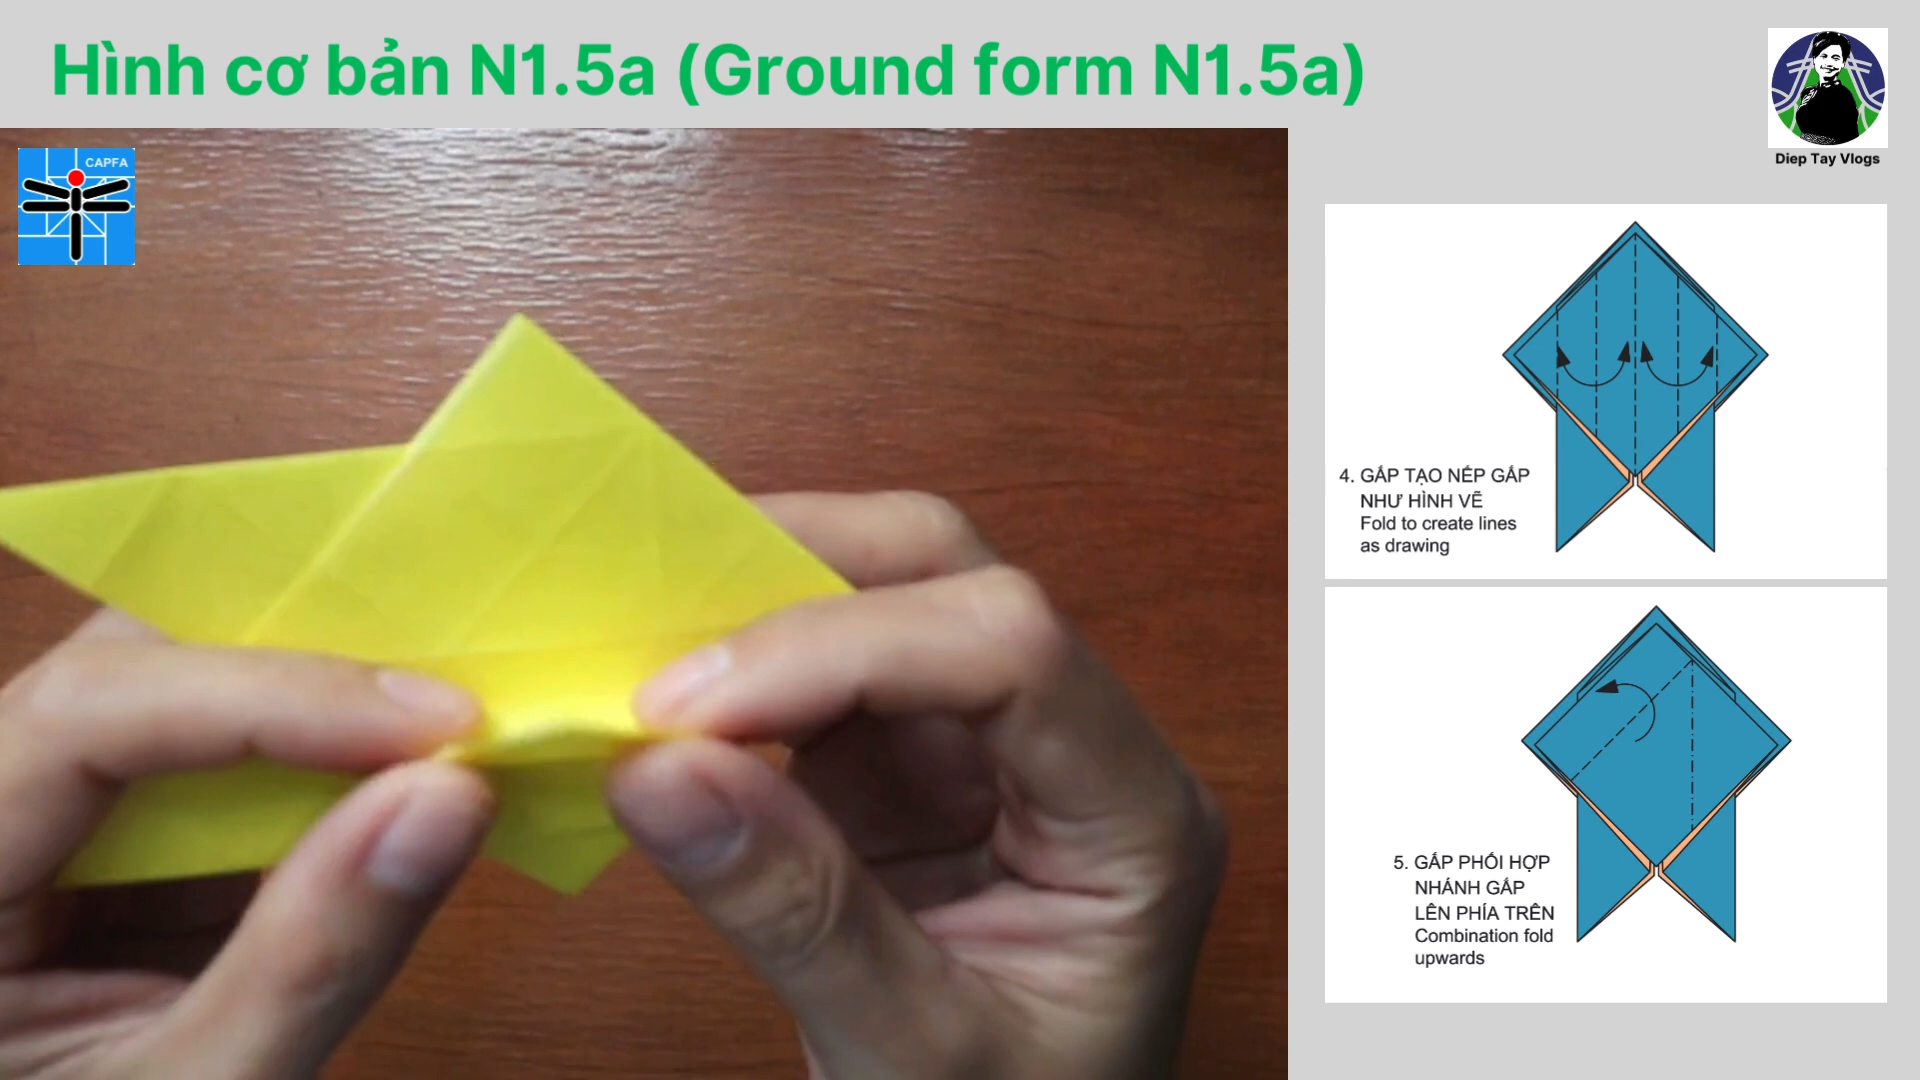 Hình cơ bản N1.5a (Ground form N1.5a)
CAPFA
Diep Tay Vlogs
4. GẤP TẠO NẾP GẤP
NHƯ HÌNH VẼ
Fold to create lines
as drawing
5. GẤP PHỐI HỢP
NHÁNH GẤP
LÊN PHÍA TRÊN
Combination fold
upwards